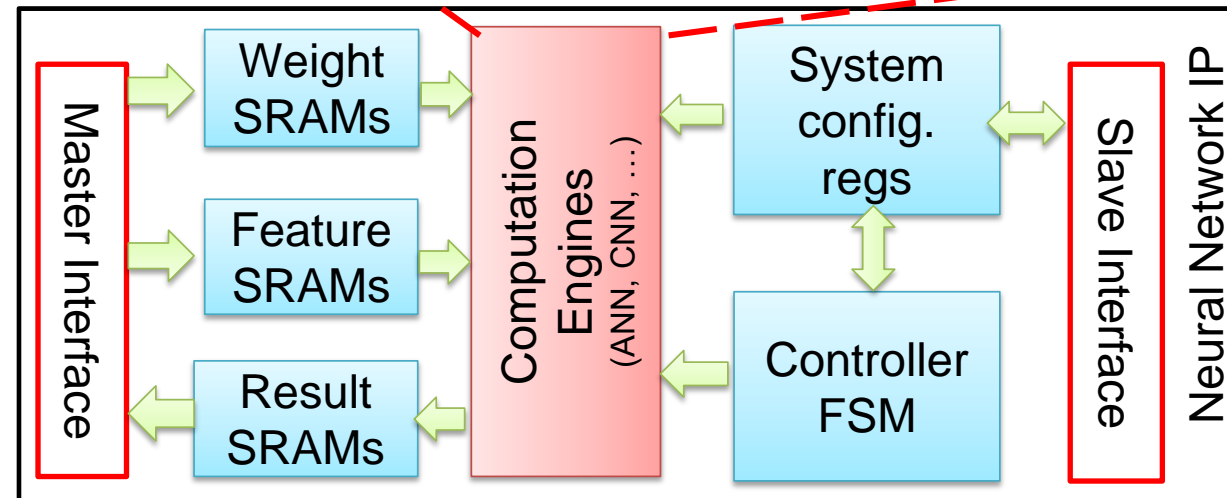 Master Interface
Weight
SRAMs
Feature
SRAMs
Result
SRAMs
Computation
Engines
(ANN, CNN, …)
System
config.
regs
Controller
FSM
Slave Interface
Neural Network IP